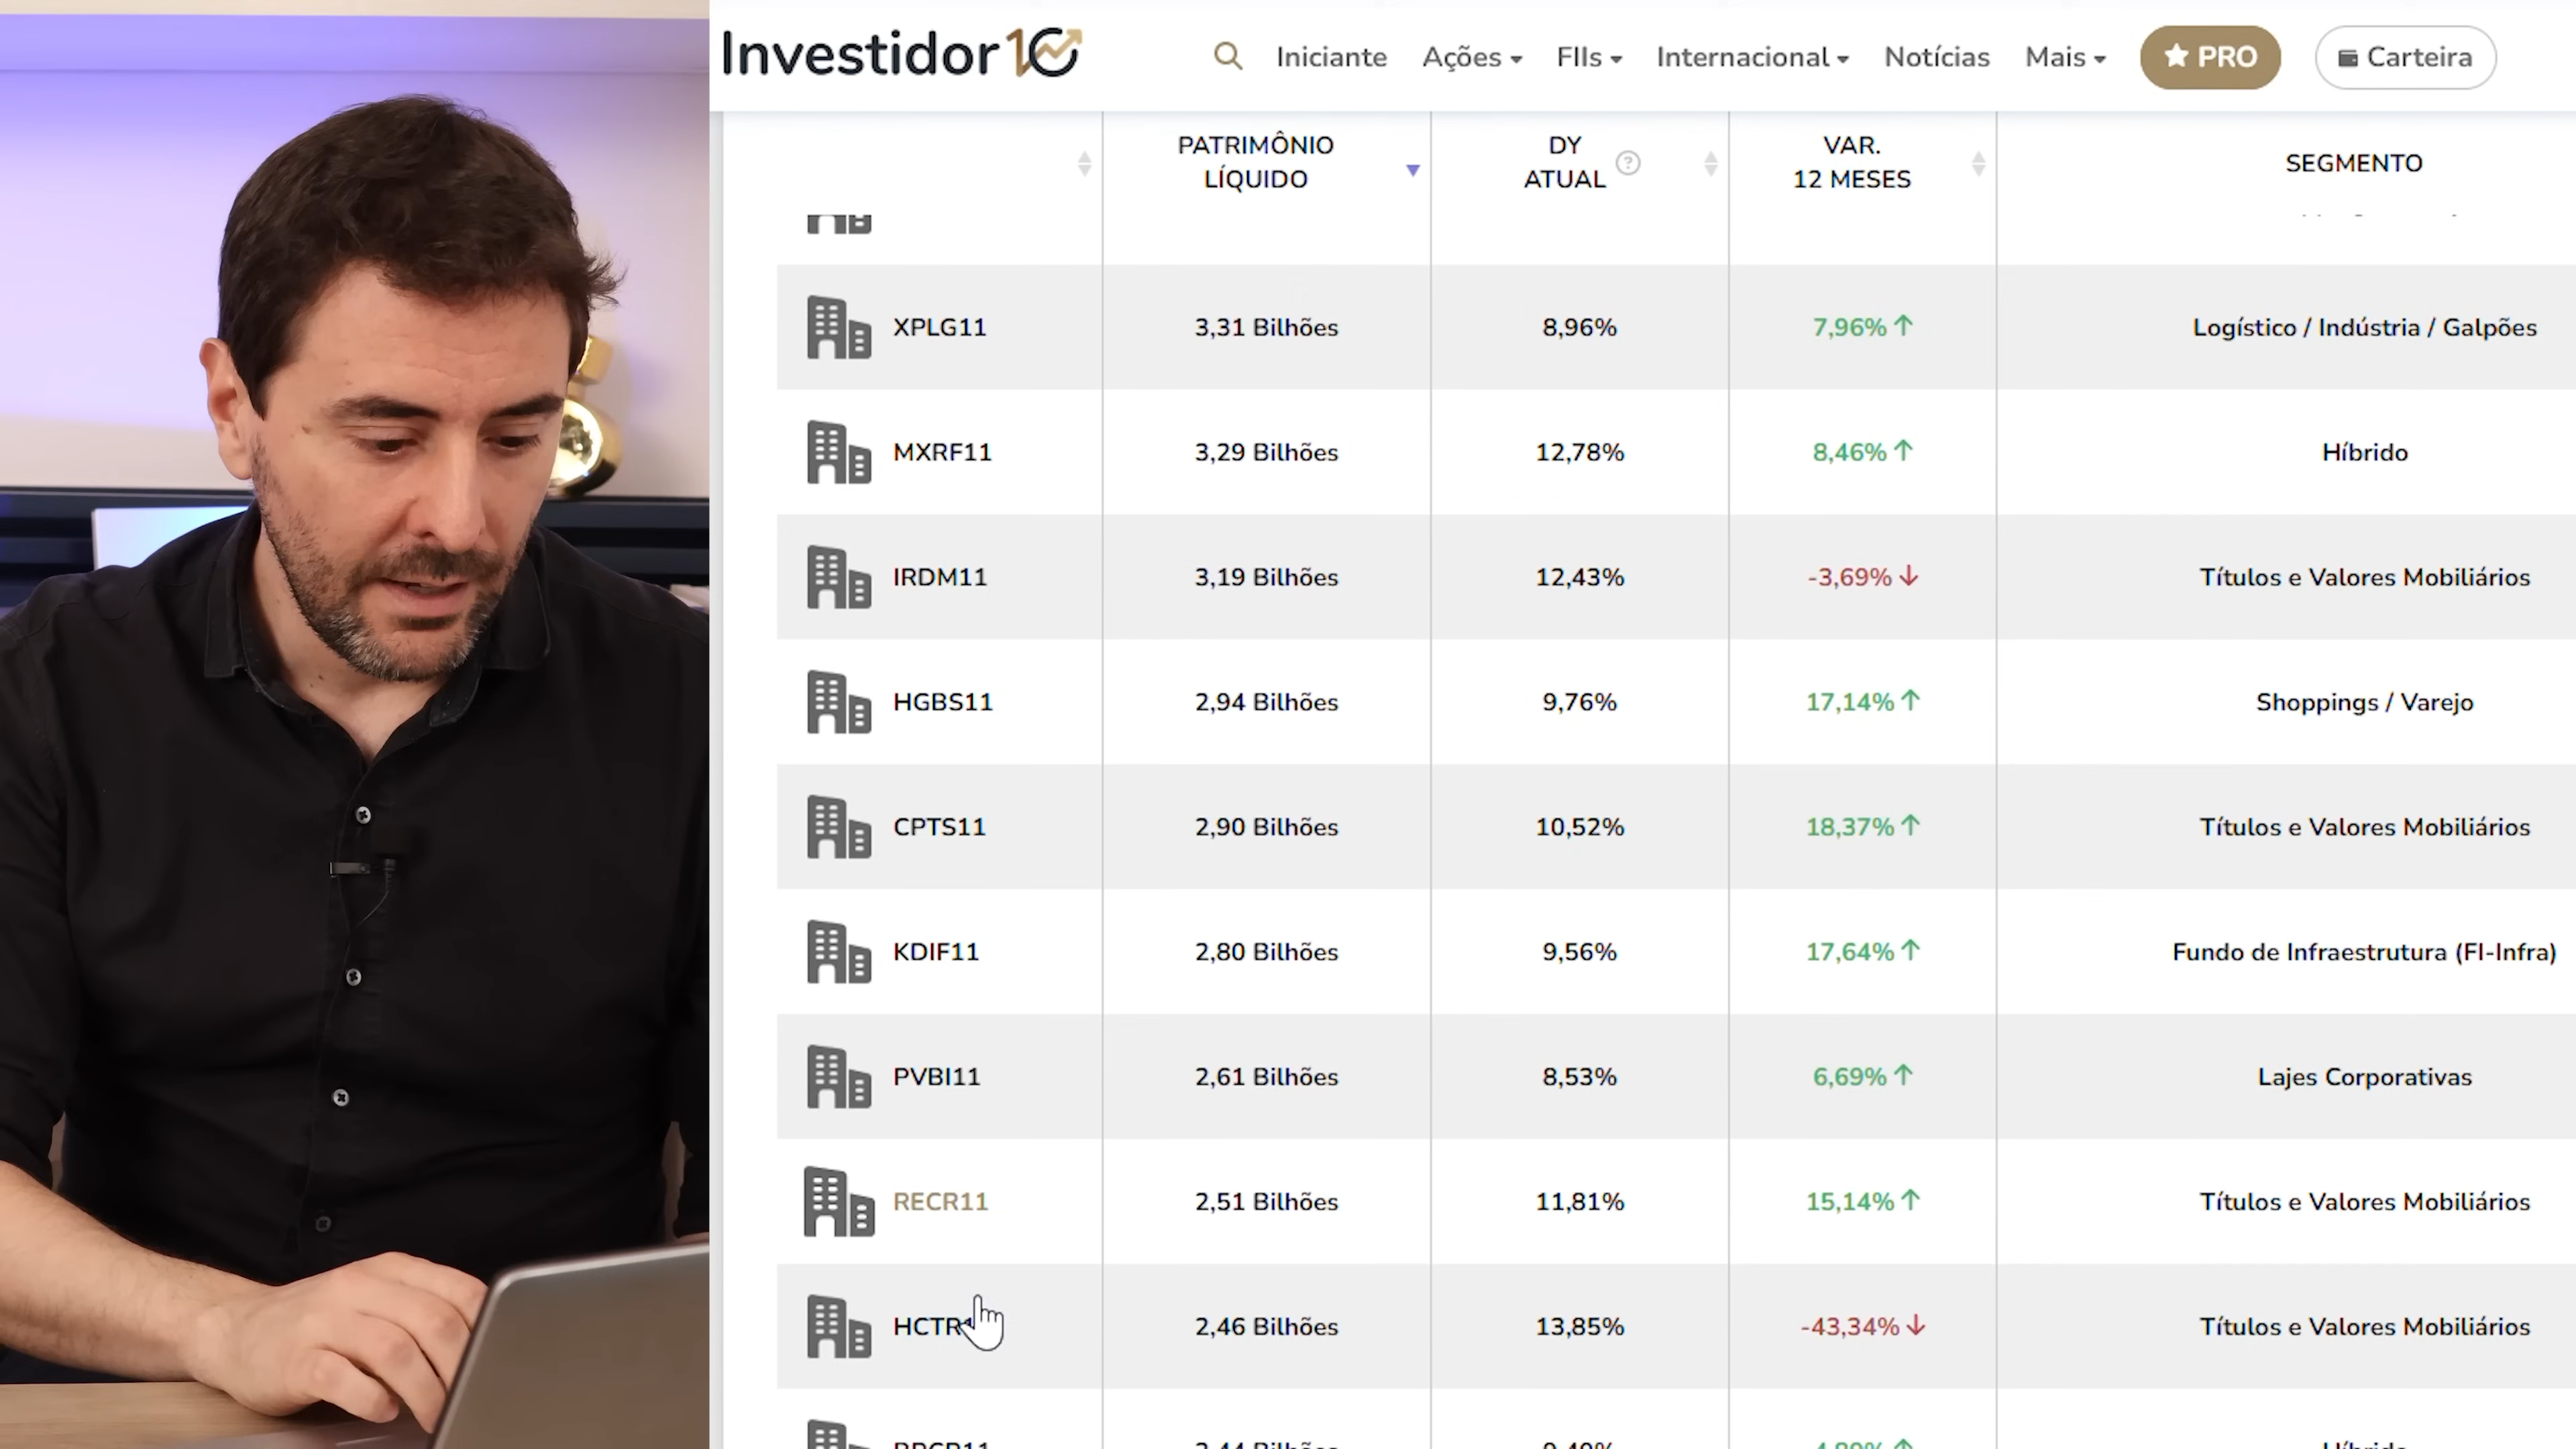 Investidor10
Iniciante Ações FIIs Internacional Notícias Mais PRO Carteira
PATRIMÔNIO LÍQUIDO DY ATUAL ? VAR. 12 MESES SEGMENTO
XPLG11 3,31 Bilhões 8,96% 7,96% Logístico / Indústria / Galpões
MXRF11 3,29 Bilhões 12,78% 8,46% Híbrido
IRDM11 3,19 Bilhões 12,43% -3,69% Títulos e Valores Mobiliários
HGBS11 2,94 Bilhões 9,76% 17,14% Shoppings / Varejo
CPTS11 2,90 Bilhões 10,52% 18,37% Títulos e Valores Mobiliários
KDIF11 2,80 Bilhões 9,56% 17,64% Fundo de Infraestrutura (FI-Infra)
PVBI11 2,61 Bilhões 8,53% 6,69% Lajes Corporativas
RECR11 2,51 Bilhões 11,81% 15,14% Títulos e Valores Mobiliários
HCTR 2,46 Bilhões 13,85% -43,34% Títulos e Valores Mobiliários